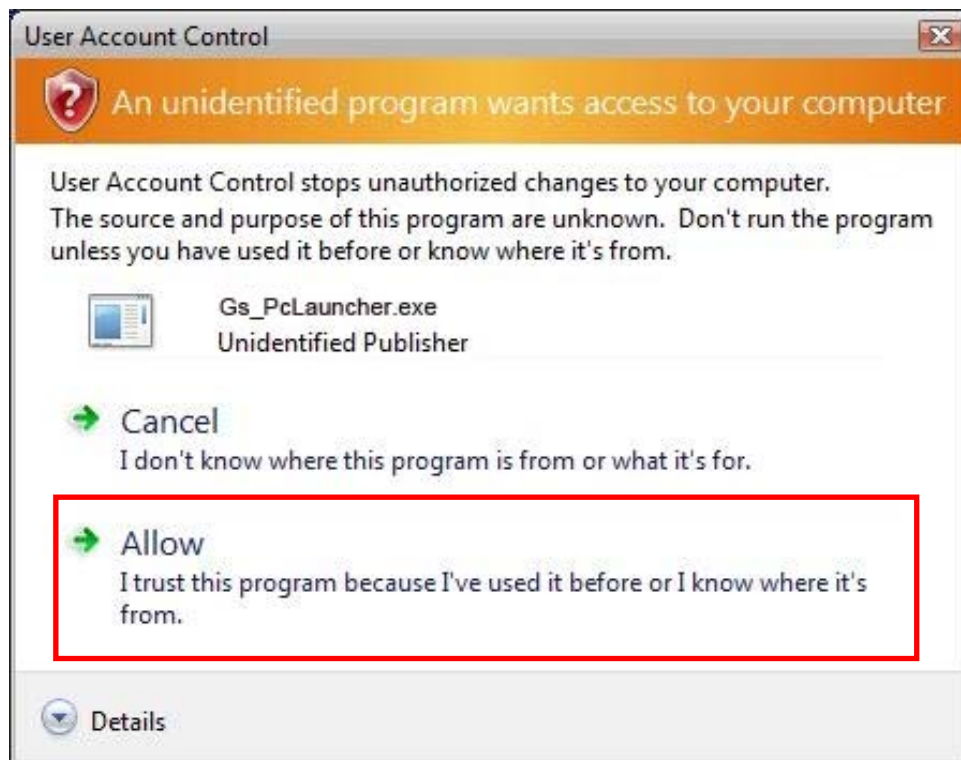 User Account Control
An unidentified program wants access to your computer
User Account Control stops unauthorized changes to your computer.
The source and purpose of this program are unknown.  Don't run the program
unless you have used it before or know where it's from.
Gs_PcLauncher.exe
Unidentified Publisher
Cancel
I don't know where this program is from or what it's for.
Allow
I trust this program because I've used it before or I know where it's
from.
Details